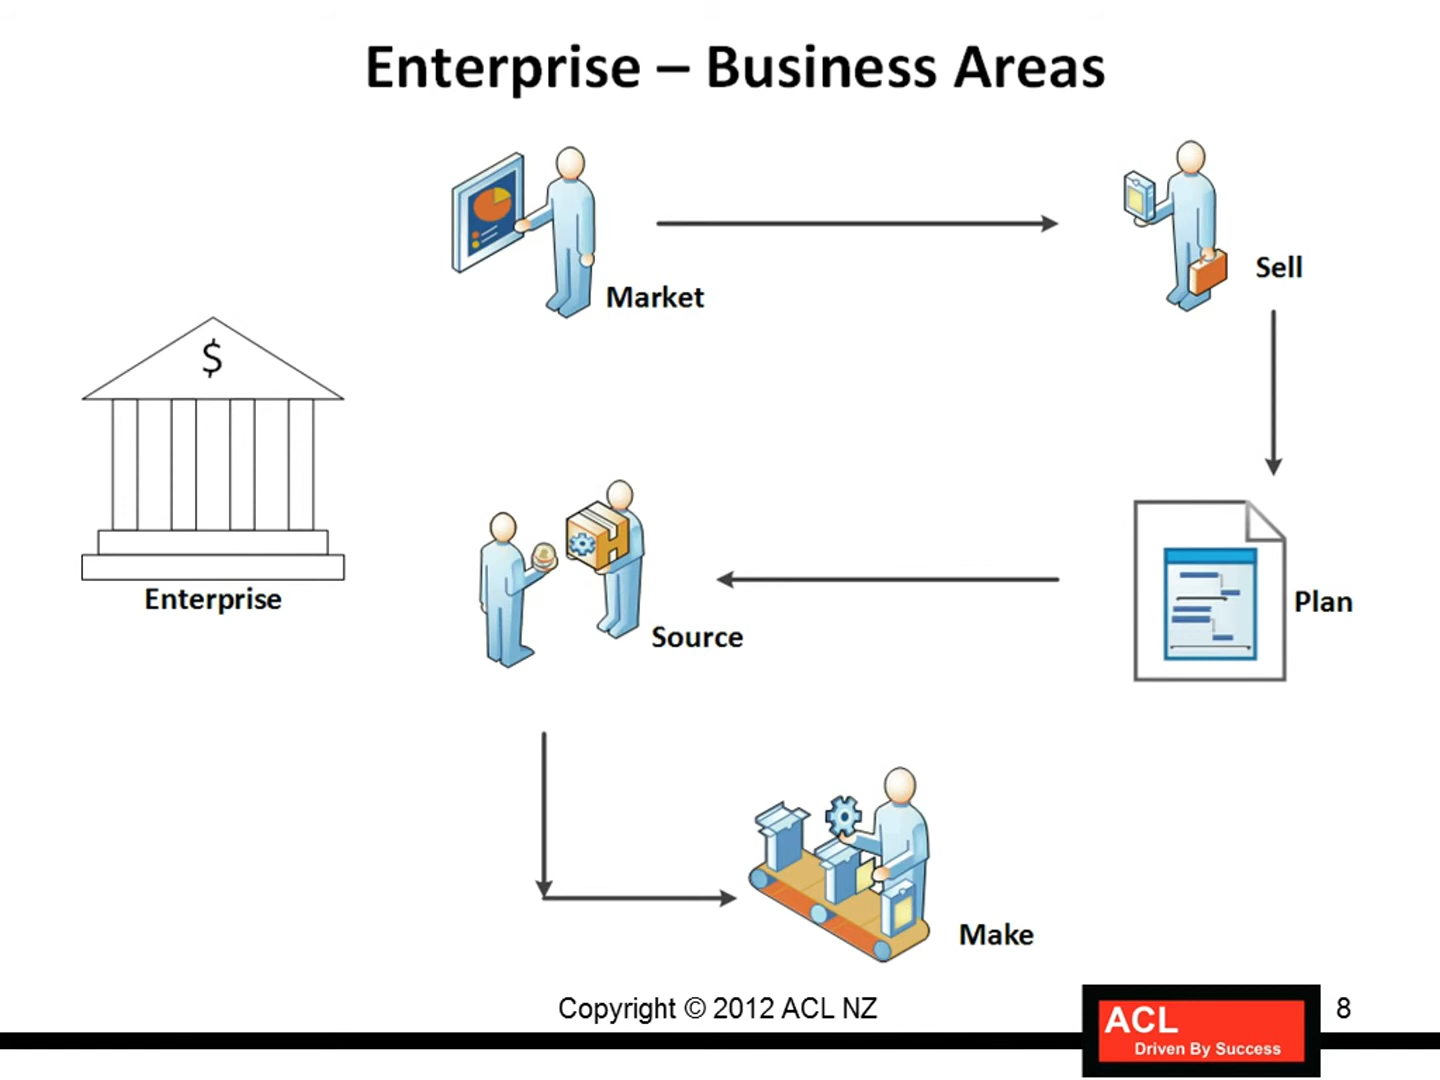 Enterprise – Business Areas
Market
Sell
$
Enterprise
Source
Plan
Make
Copyright © 2012 ACL NZ
ACL
Driven By Success
8